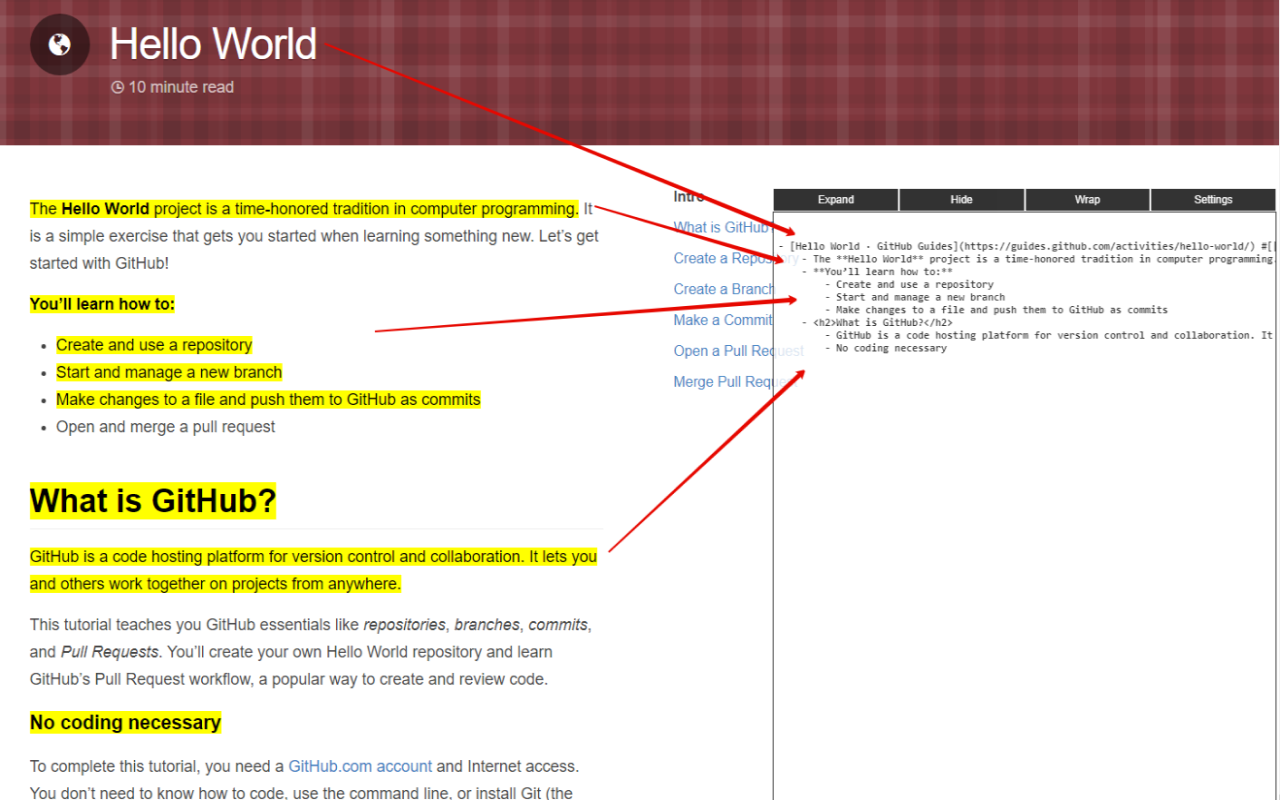 Hello World
10 minute read
The Hello World project is a time-honored tradition in computer programming. It
is a simple exercise that gets you started when learning something new. Let’s get
started with GitHub!
You’ll learn how to:
Create and use a repository
Start and manage a new branch
Make changes to a file and push them to GitHub as commits
Open and merge a pull request
What is GitHub?
GitHub is a code hosting platform for version control and collaboration. It lets you
and others work together on projects from anywhere.
This tutorial teaches you GitHub essentials like repositories, branches, commits,
and Pull Requests. You’ll create your own Hello World repository and learn
GitHub’s Pull Request workflow, a popular way to create and review code.
No coding necessary
To complete this tutorial, you need a GitHub.com account and Internet access.
You don’t need to know how to code, use the command line, or install Git (the
Intro
What is GitHub?
Create a Repository
Create a Branch
Make a Commit
Open a Pull Request
Merge Pull Request
Expand Hide Wrap Settings
- [Hello World · GitHub Guides](https://guides.github.com/activities/hello-world/) #[[
- The **Hello World** project is a time-honored tradition in computer programming.
- **You’ll learn how to:**
- Create and use a repository
- Start and manage a new branch
- Make changes to a file and push them to GitHub as commits
- <h2>What is GitHub?</h2>
- GitHub is a code hosting platform for version control and collaboration. It
- No coding necessary